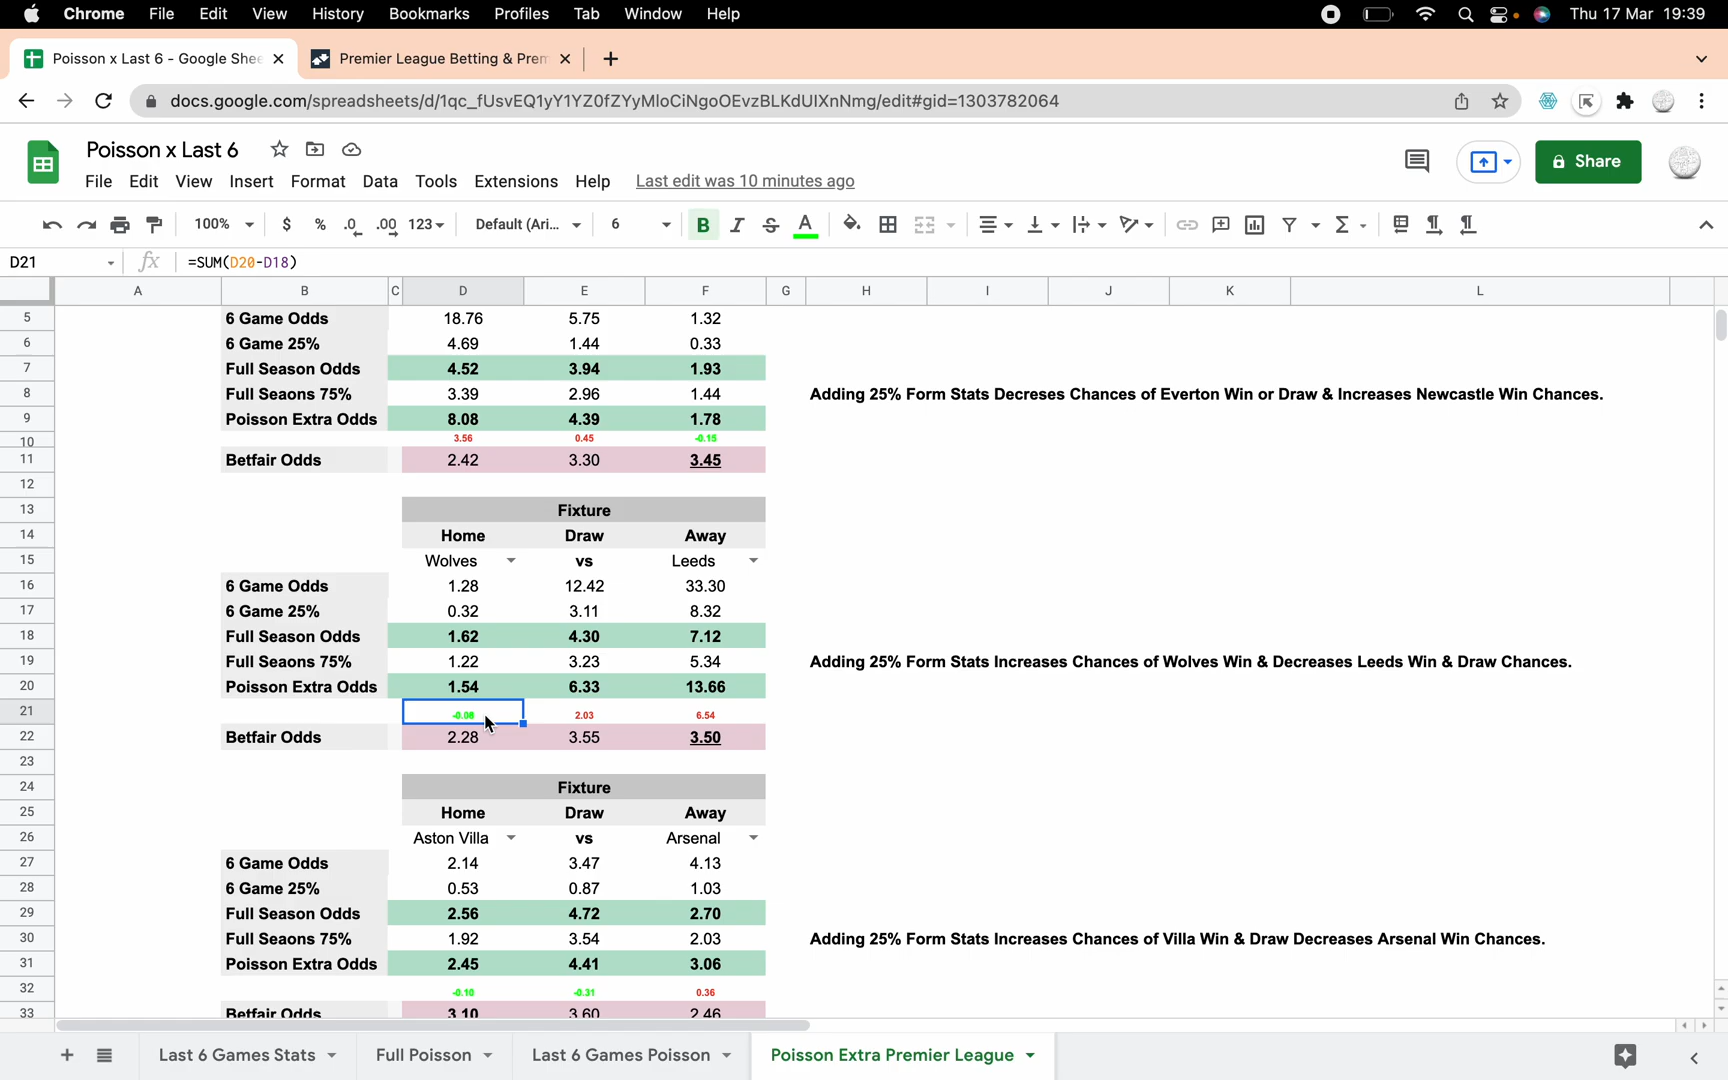 Chrome File Edit View History Bookmarks Profiles Tab Window Help Thu 17 Mar 19:39
Poisson x Last 6 - Google Shee Premier League Betting & Prem
docs.google.com/spreadsheets/d/1qc_fUsvEQ1yY1YZ0fZYyMloCiNgoOEvzBLKdUIXnNmg/edit#gid=1303782064
Poisson x Last 6
Share
File Edit View Insert Format Data Tools Extensions Help Last edit was 10 minutes ago
100% $ % .0 .00 123 Default (Ari... 6 B I S A
D21 fx =SUM(D20-D18)
A B C D E F G H I J K L
5 6 Game Odds 18.76 5.75 1.32
6 6 Game 25% 4.69 1.44 0.33
7 Full Season Odds 4.52 3.94 1.93
8 Full Seaons 75% 3.39 2.96 1.44 Adding 25% Form Stats Decreses Chances of Everton Win or Draw & Increases Newcastle Win Chances.
9 Poisson Extra Odds 8.08 4.39 1.78
10 3.56 0.45 -0.15
11 Betfair Odds 2.42 3.30 3.45
12
13 Fixture
14 Home Draw Away
15 Wolves vs Leeds
16 6 Game Odds 1.28 12.42 33.30
17 6 Game 25% 0.32 3.11 8.32
18 Full Season Odds 1.62 4.30 7.12
19 Full Seaons 75% 1.22 3.23 5.34 Adding 25% Form Stats Increases Chances of Wolves Win & Decreases Leeds Win & Draw Chances.
20 Poisson Extra Odds 1.54 6.33 13.66
21 -0.08 2.03 6.54
22 Betfair Odds 2.28 3.55 3.50
23
24 Fixture
25 Home Draw Away
26 Aston Villa vs Arsenal
27 6 Game Odds 2.14 3.47 4.13
28 6 Game 25% 0.53 0.87 1.03
29 Full Season Odds 2.56 4.72 2.70
30 Full Seaons 75% 1.92 3.54 2.03 Adding 25% Form Stats Increases Chances of Villa Win & Draw Decreases Arsenal Win Chances.
31 Poisson Extra Odds 2.45 4.41 3.06
32 -0.10 -0.31 0.36
33 Betfair Odds 3.10 3.60 2.46
Last 6 Games Stats Full Poisson Last 6 Games Poisson Poisson Extra Premier League